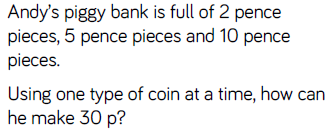 Andy's piggy bank is full of 2 pence
pieces, 5 pence pieces and 10 pence
pieces.
Using one type of coin at a time, how can
he make 30 p?